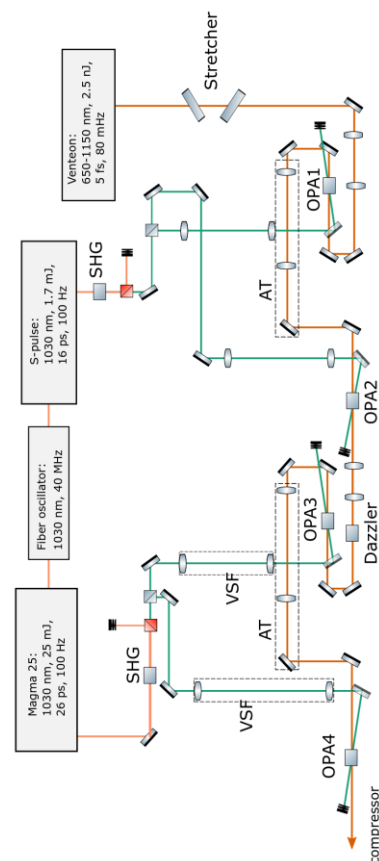 Venteon:
650-1150 nm, 2.5 nJ,
5 fs, 80 mHz
Stretcher
S-pulse:
1030 nm, 1.7 mJ,
16 ps, 100 Hz
SHG
OPA1
AT
OPA2
Fiber oscillator:
1030 nm, 40 MHz
Magma 25:
1030 nm, 25 mJ,
26 ps, 100 Hz
SHG
VSF
VSF
AT
OPA3
Dazzler
OPA4
compressor